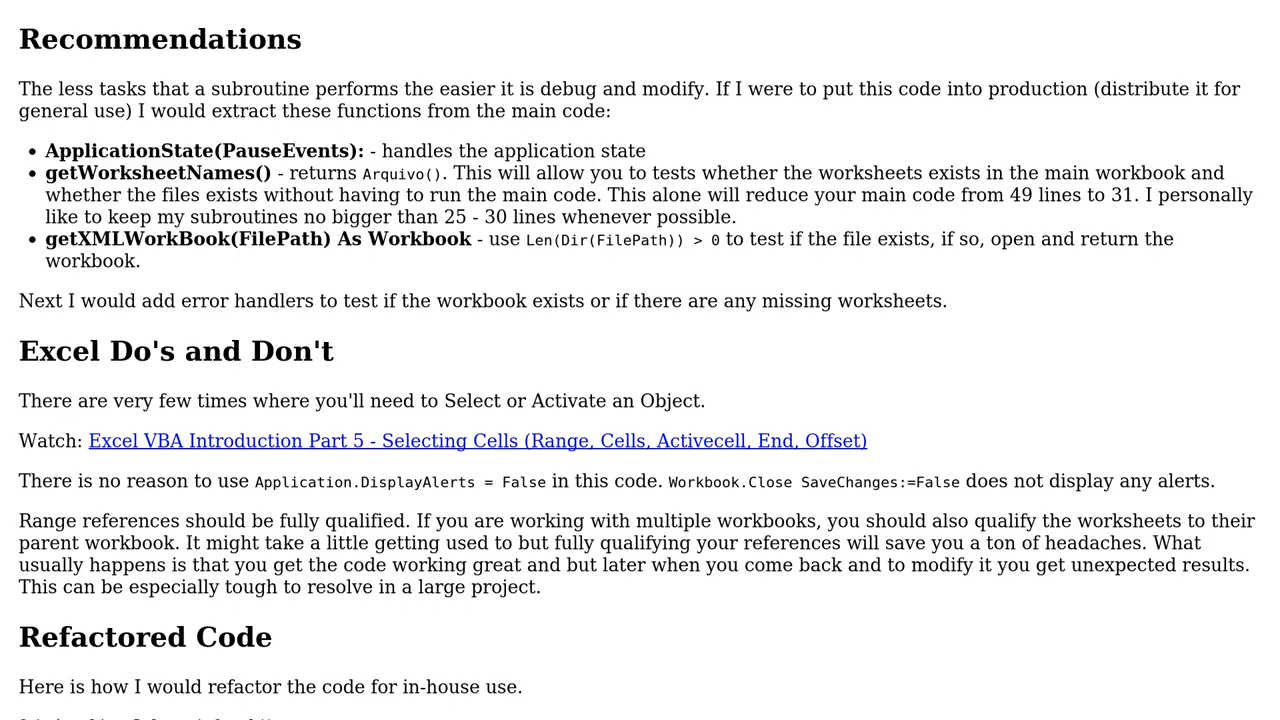 Recommendations
The less tasks that a subroutine performs the easier it is debug and modify. If I were to put this code into production (distribute it for
general use) I would extract these functions from the main code:
• ApplicationState(PauseEvents): - handles the application state
• getWorksheetNames() - returns Arquivo(). This will allow you to tests whether the worksheets exists in the main workbook and
whether the files exists without having to run the main code. This alone will reduce your main code from 49 lines to 31. I personally
like to keep my subroutines no bigger than 25 - 30 lines whenever possible.
• getXMLWorkBook(FilePath) As Workbook - use Len(Dir(FilePath)) > 0 to test if the file exists, if so, open and return the
workbook.
Next I would add error handlers to test if the workbook exists or if there are any missing worksheets.
Excel Do's and Don't
There are very few times where you'll need to Select or Activate an Object.
Watch: Excel VBA Introduction Part 5 - Selecting Cells (Range, Cells, Activecell, End, Offset)
There is no reason to use Application.DisplayAlerts = False in this code. Workbook.Close SaveChanges:=False does not display any alerts.
Range references should be fully qualified. If you are working with multiple workbooks, you should also qualify the worksheets to their
parent workbook. It might take a little getting used to but fully qualifying your references will save you a ton of headaches. What
usually happens is that you get the code working great and but later when you come back and to modify it you get unexpected results.
This can be especially tough to resolve in a large project.
Refactored Code
Here is how I would refactor the code for in-house use.